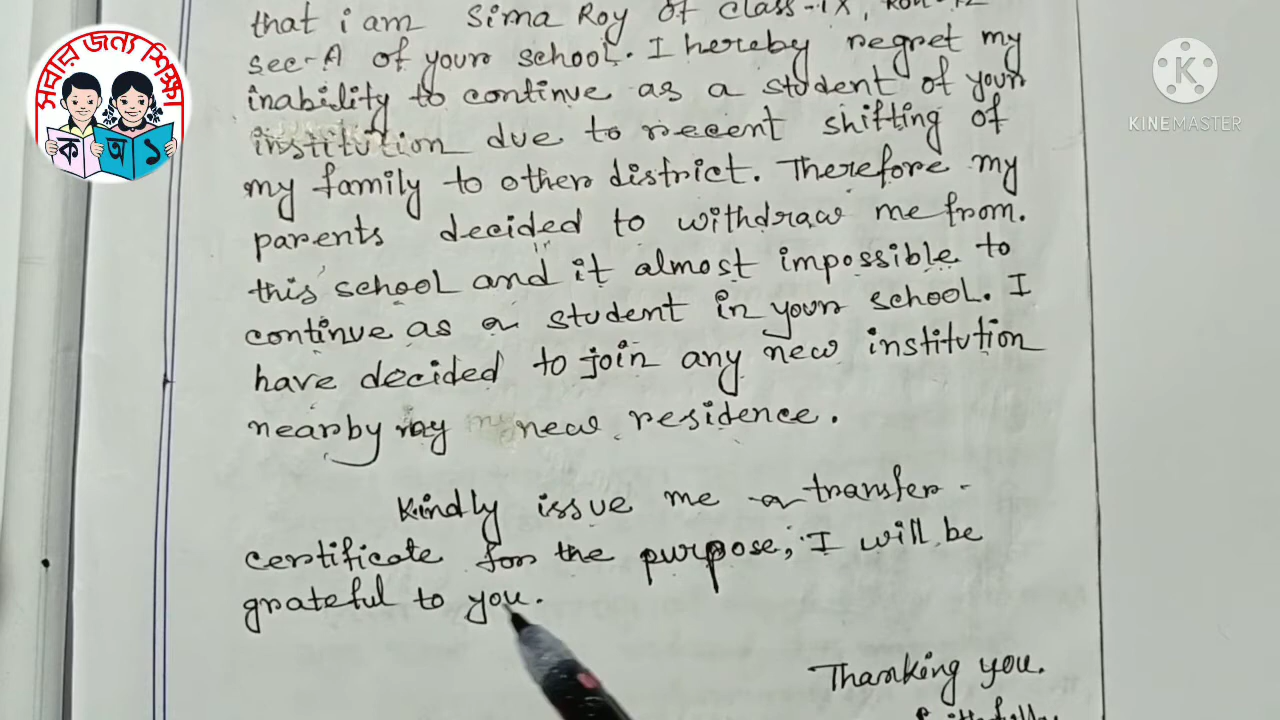 সবার জন্য শিক্ষা
ক অ ১
K
KINEMASTER
that i am Sima Roy of class-IX,
sec-A of your school. I hereby regret my
inability to continue as a student of your
institution due to recent shifting of
my family to other district. Therefore my
parents decided to withdraw me from.
this school and it almost impossible to
continue as a student in your school. I
have decided to join any new institution
nearby my new residence.
Kindly issue me a transfer-
certificate for the purpose, I will be
grateful to you.
Thanking you.